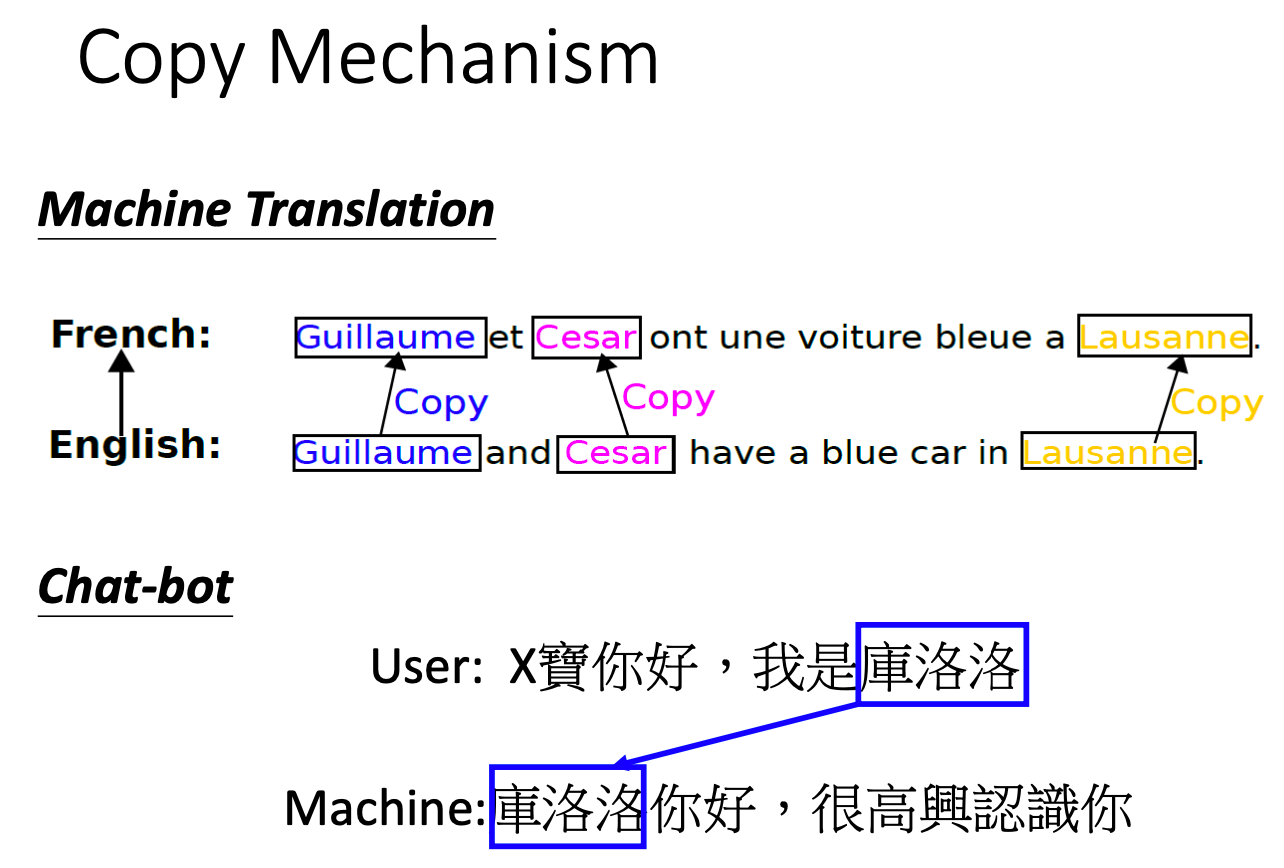 Copy Mechanism
Machine Translation
French: Guillaume et Cesar ont une voiture bleue a Lausanne.
Copy Copy Copy
English: Guillaume and Cesar have a blue car in Lausanne.
Chat-bot
User: X寶你好，我是庫洛洛
Machine: 庫洛洛你好，很高興認識你